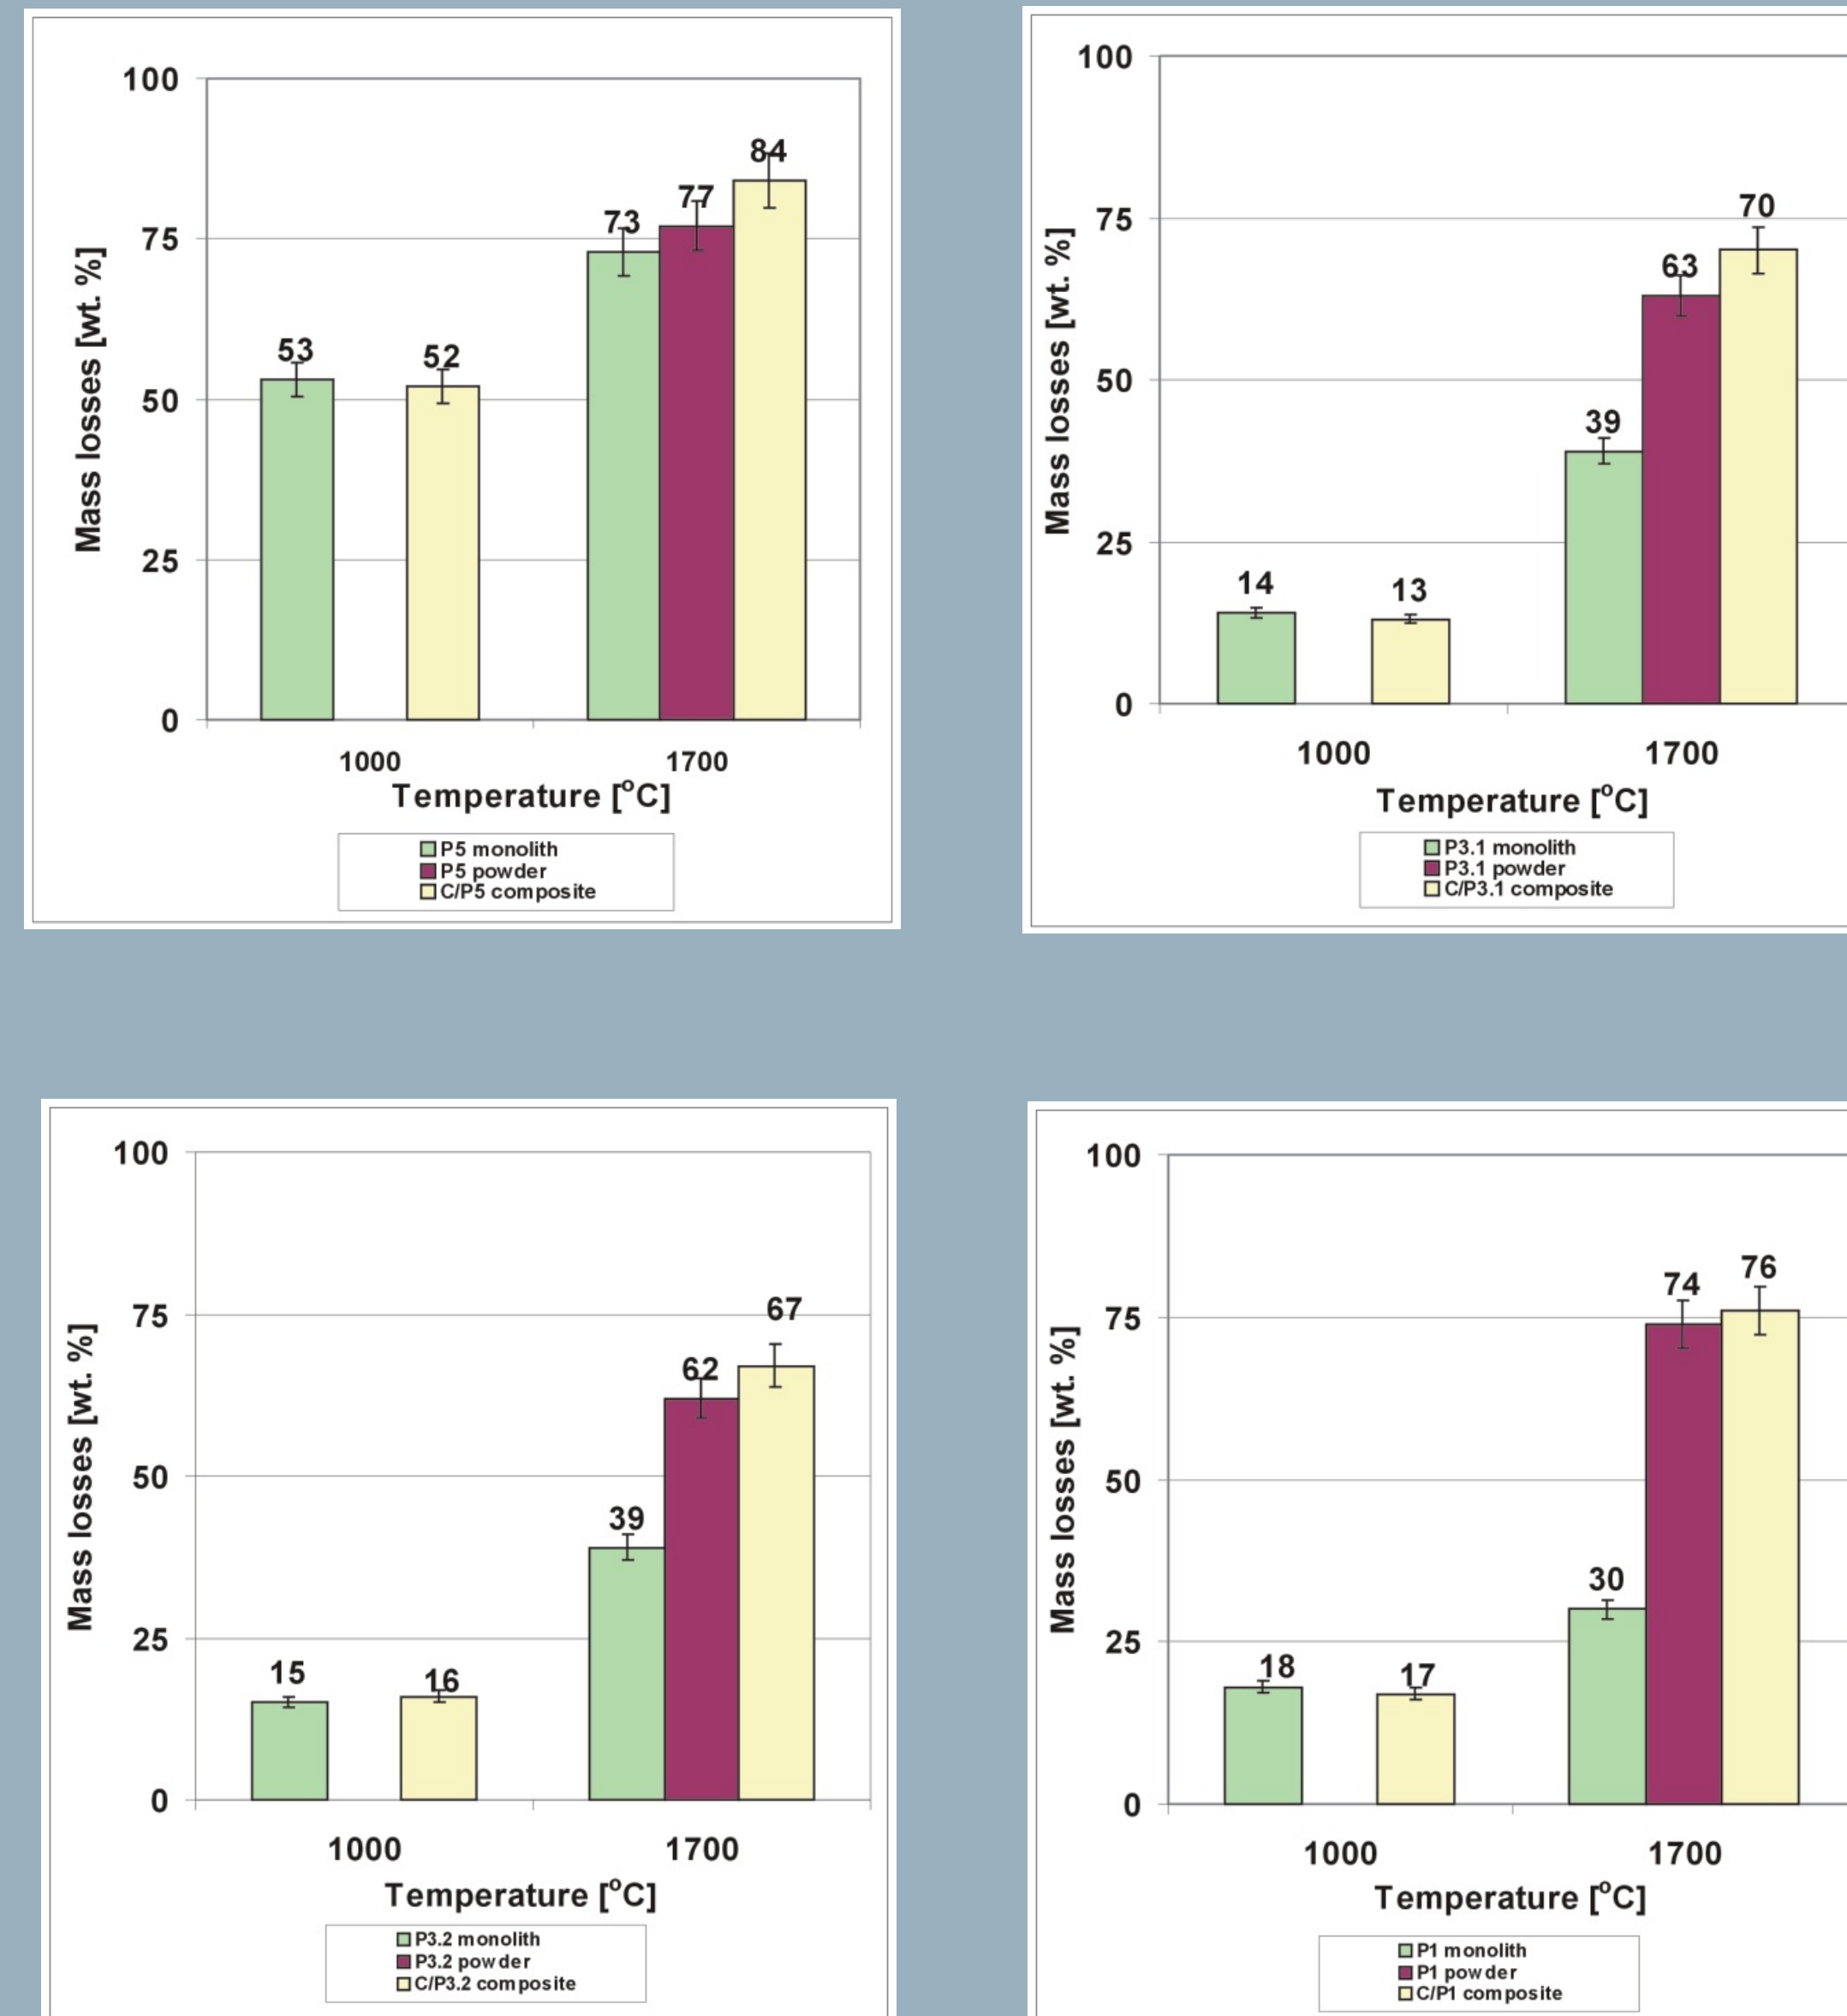 100
84
77
73
75
53
52
50
25
0
Mass losses [wt. %]
1000 1700
Temperature [°C]
P5 monolith
P5 powder
C/P5 composite
100
75
70
63
50
39
25
14
13
0
Mass losses [wt. %]
1000 1700
Temperature [°C]
P3.1 monolith
P3.1 powder
C/P3.1 composite
100
75
67
62
50
39
25
15
16
0
Mass losses [wt. %]
1000 1700
Temperature [°C]
P3.2 monolith
P3.2 powder
C/P3.2 composite
100
76
74
75
50
30
25
18
17
0
Mass losses [wt. %]
1000 1700
Temperature [°C]
P1 monolith
P1 powder
C/P1 composite